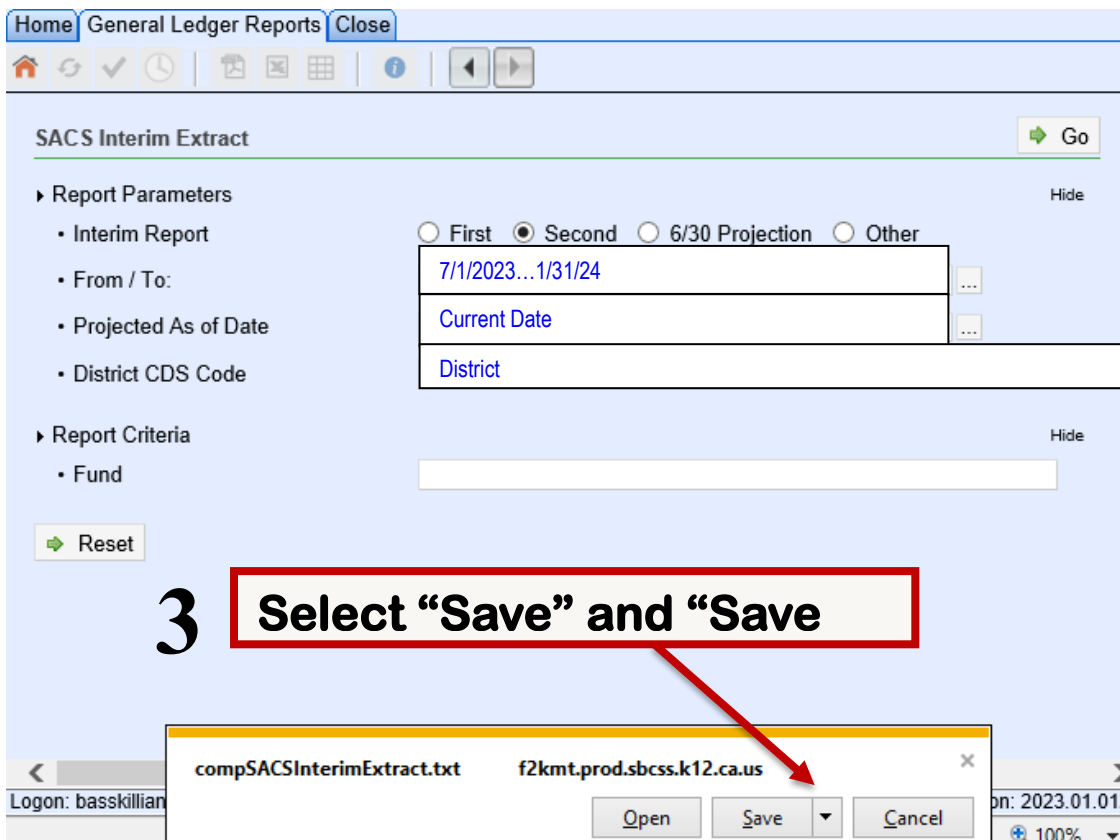 Home General Ledger Reports Close
SACS Interim Extract Go
Report Parameters Hide
• Interim Report First Second 6/30 Projection Other
• From / To: 7/1/2023…1/31/24 ...
• Projected As of Date Current Date ...
• District CDS Code District
Report Criteria Hide
• Fund
Reset
3 Select “Save” and “Save
compSACSInterimExtract.txt f2kmt.prod.sbcss.k12.ca.us
Logon: basskillian on: 2023.01.01
Open Save Cancel
100%